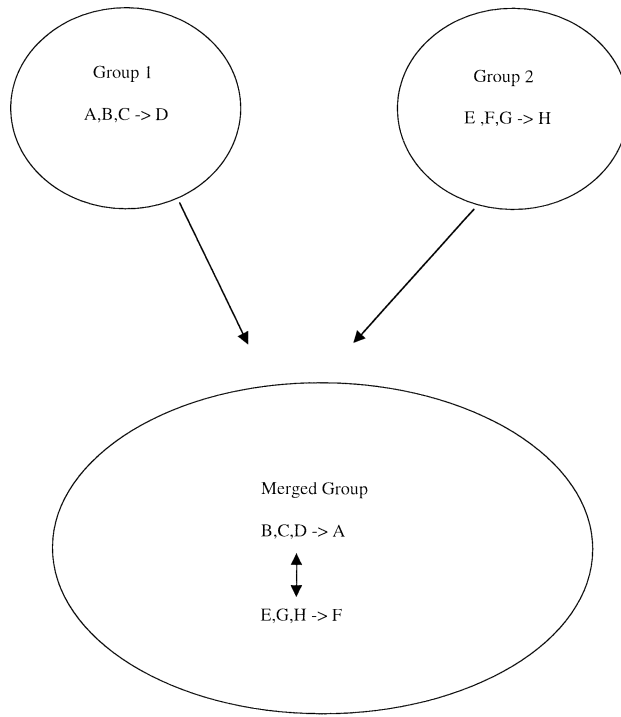 Group 1
A,B,C -> D
Group 2
E ,F,G -> H
Merged Group
B,C,D -> A
E,G,H -> F